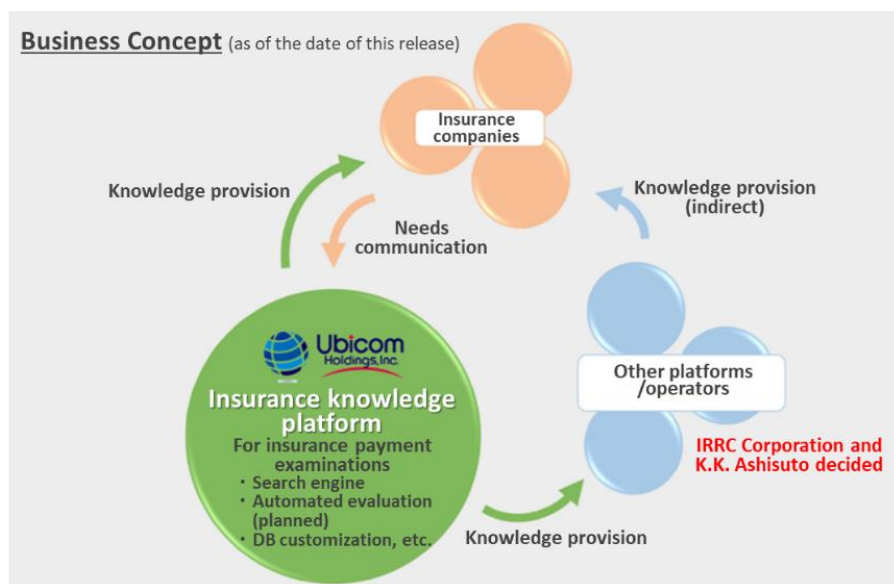 Business Concept (as of the date of this release)
Insurance
companies
Knowledge provision
Knowledge provision
(indirect)
Needs
communication
Ubicom
Holdings,Inc.
Insurance knowledge
platform
For insurance payment
examinations
・Search engine
・Automated evaluation
(planned)
・DB customization, etc.
Other platforms
/operators
IRRC Corporation and
K.K. Ashisuto decided
Knowledge provision